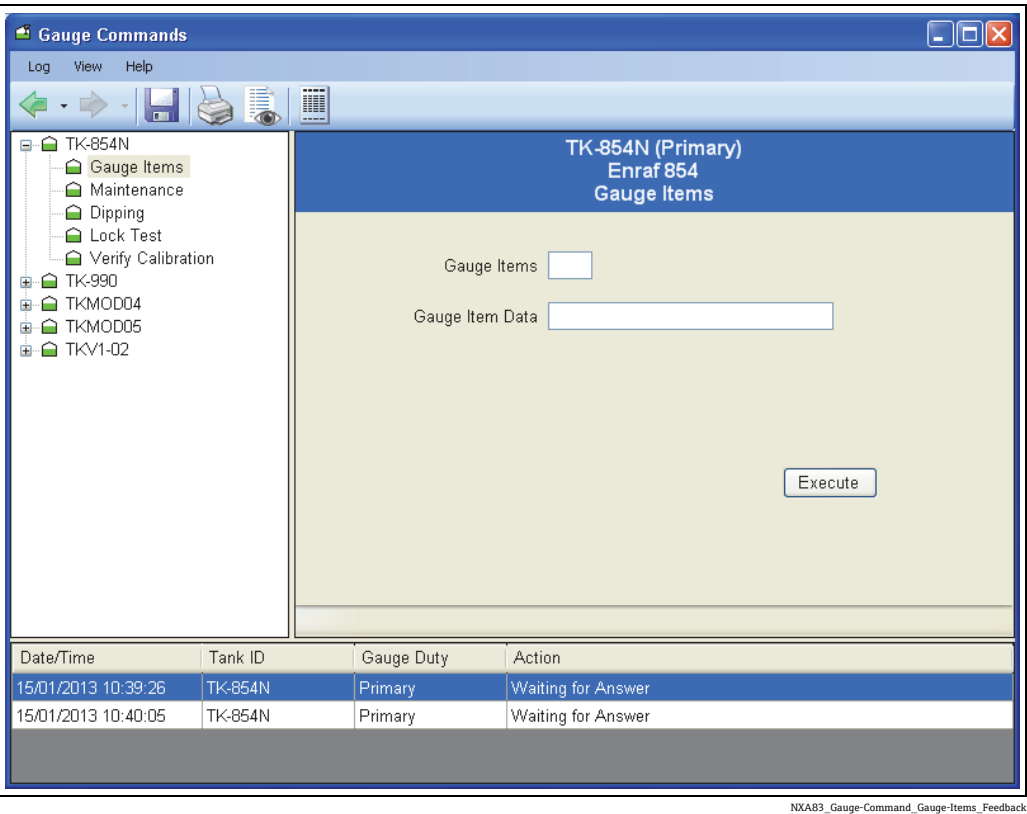 Gauge Commands
Log View Help
TK-854N
Gauge Items
Maintenance
Dipping
Lock Test
Verify Calibration
TK-990
TKMOD04
TKMOD05
TKV1-02
TK-854N (Primary)
Enraf 854
Gauge Items
Gauge Items
Gauge Item Data
Execute
Date/Time Tank ID Gauge Duty Action
15/01/2013 10:39:26 TK-854N Primary Waiting for Answer
15/01/2013 10:40:05 TK-854N Primary Waiting for Answer
NXA83_Gauge-Command_Gauge-Items_Feedback